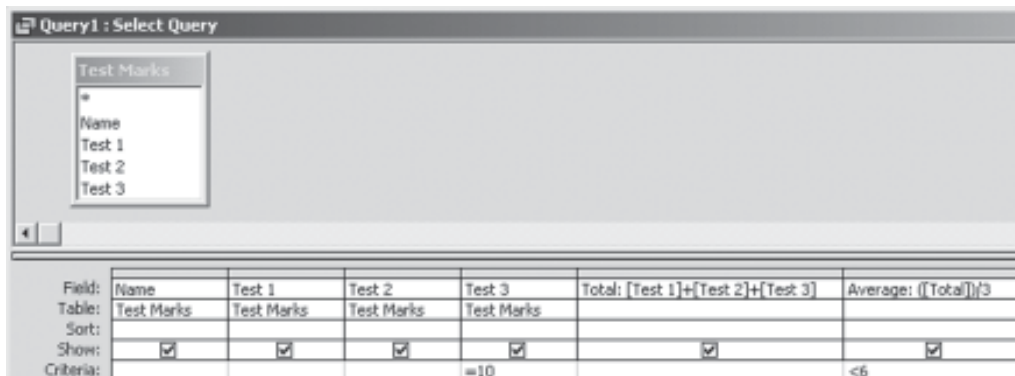 Query1 : Select Query
Test Marks
*
Name
Test 1
Test 2
Test 3
Field: Name Test 1 Test 2 Test 3 Total: [Test 1]+[Test 2]+[Test 3] Average: ([Total])/3
Table: Test Marks Test Marks Test Marks Test Marks
Sort:
Show:
Criteria: =10 <6